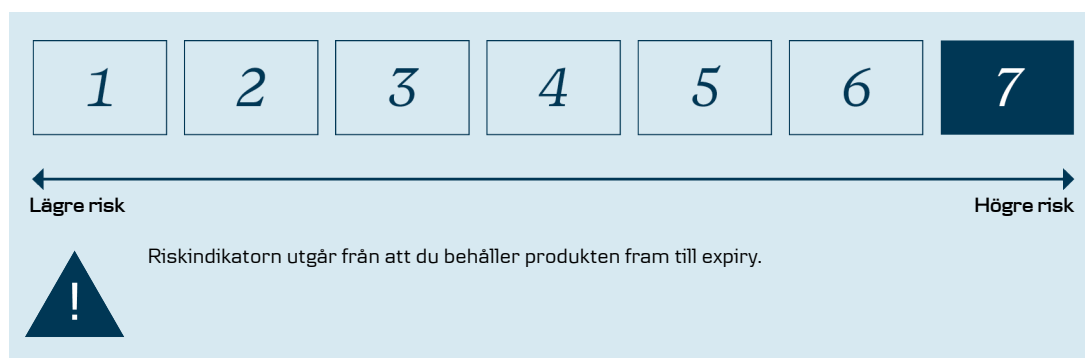 1 2 3 4 5 6 7
Lägre risk Högre risk
Riskindikatorn utgår från att du behåller produkten fram till expiry.
!